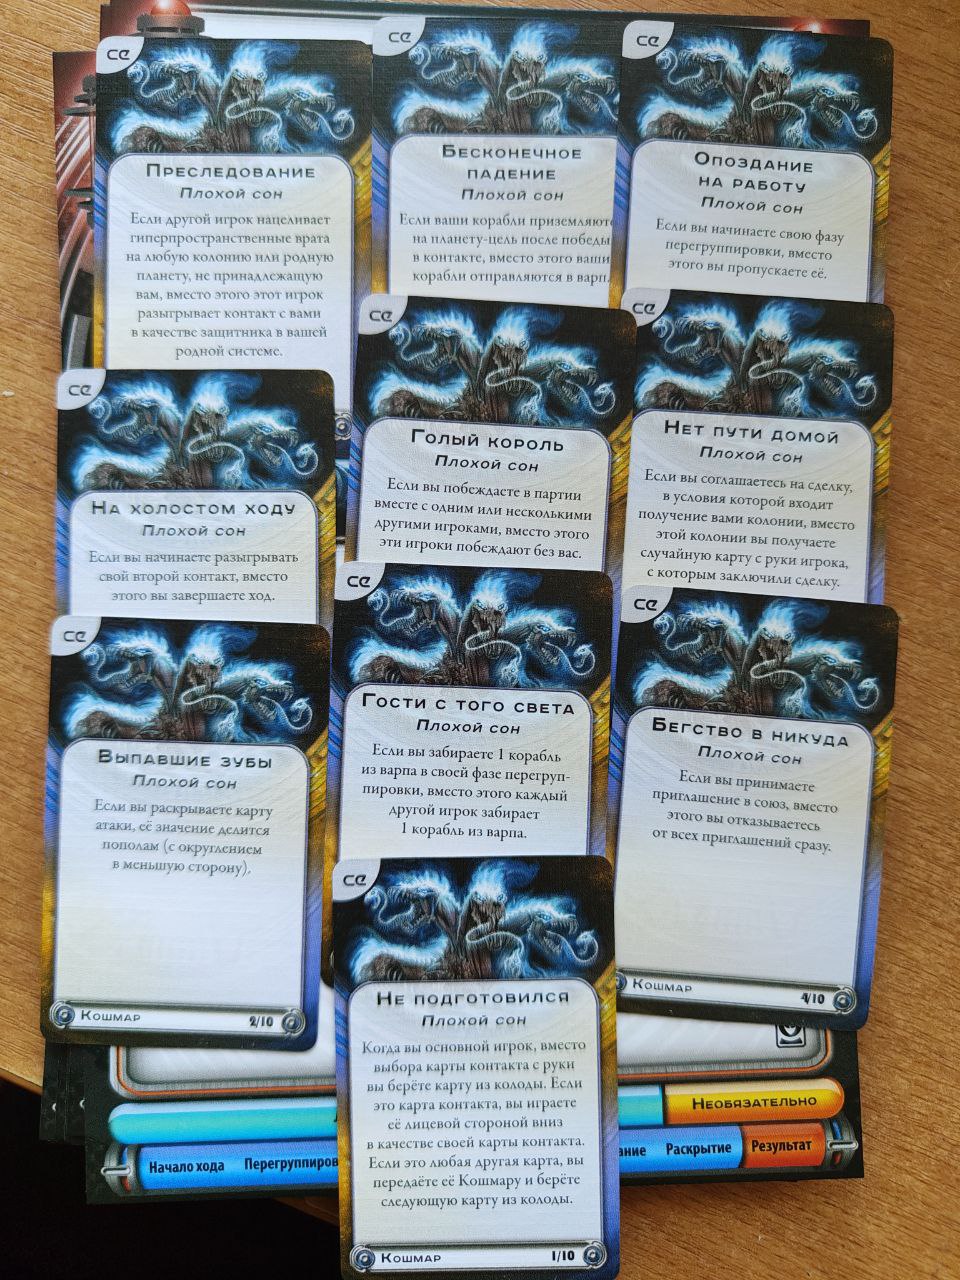 CE
Преследование
Плохой сон
Если другой игрок нацеливает
гиперпространственные врата
на любую колонию или родную
планету, не принадлежащую
вам, вместо этого этот игрок
разыгрывает контакт с вами
в качестве защитника в вашей
родной системе.
CE
Бесконечное
падение
Плохой сон
Если ваши корабли приземляютс
на планету-цель после победы
в контакте, вместо этого ваши
корабли отправляются в варп.
CE
Опоздание
на работу
Плохой сон
Если вы начинаете свою фазу
перегруппировки, вместо
этого вы пропускаете её.
CE
На холостом ходу
Плохой сон
Если вы начинаете разыгрывать
свой второй контакт, вместо
этого вы завершаете ход.
CE
Голый король
Плохой сон
Если вы побеждаете в партии
вместе с одним или несколькими
другими игроками, вместо этого
эти игроки побеждают без вас.
CE
Нет пути домой
Плохой сон
Если вы соглашаетесь на сделку,
в условия которой входит
получение вами колонии, вместо
этой колонии вы получаете
случайную карту с руки игрока,
с которым заключили сделку.
CE
Выпавшие зубы
Плохой сон
Если вы раскрываете карту
атаки, её значение делится
пополам (с округлением
в меньшую сторону).
Кошмар
2/10
CE
Гости с того света
Плохой сон
Если вы забираете 1 корабль
из варпа в своей фазе перегруп-
пировки, вместо этого каждый
другой игрок забирает
1 корабль из варпа.
CE
Бегство в никуда
Плохой сон
Если вы принимаете
приглашение в союз, вместо
этого вы отказываетесь
от всех приглашений сразу.
Кошмар
4/10
CE
Не подготовился
Плохой сон
Когда вы основной игрок, вместо
выбора карты контакта с руки
вы берёте карту из колоды. Если
это карта контакта, вы играете
её лицевой стороной вниз
в качестве своей карты контакта.
Если это любая другая карта, вы
передаёте её Кошмару и берёте
следующую карту из колоды.
Кошмар
1/10
Необязательно
Начало хода Перегруппиров
ание Раскрытие Результат